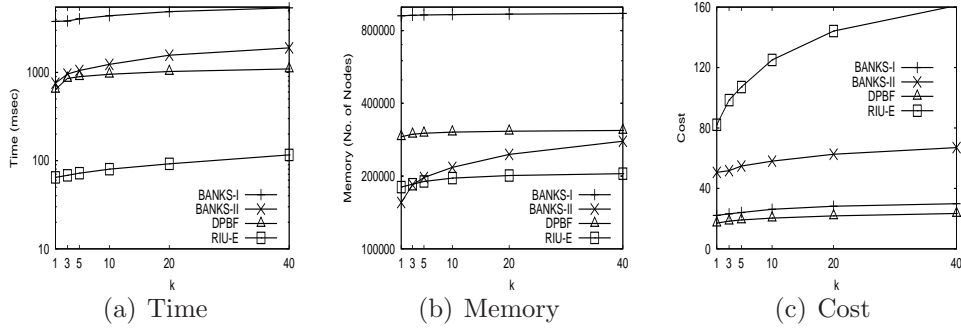 Time (msec)
1000
100
10
1 3 5 10 20 40
k
BANKS-I
BANKS-II
DPBF
RIU-E
(a) Time
Memory (No. of Nodes)
800000
400000
200000
100000
1 3 5 10 20 40
k
BANKS-I
BANKS-II
DPBF
RIU-E
(b) Memory
Cost
160
120
80
40
0
1 3 5 10 20 40
k
BANKS-I
BANKS-II
DPBF
RIU-E
(c) Cost